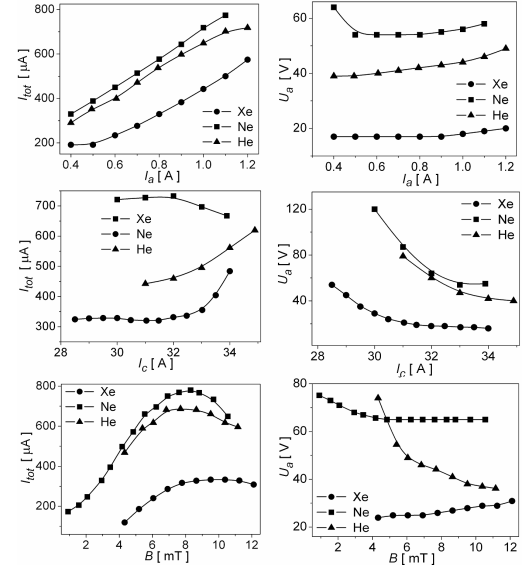 800
600
400
200
I_tot [ μA ]
Xe
Ne
He
0.4 0.6 0.8 1.0 1.2
I_a [ A ]
60
40
20
U_a [ V ]
Xe
Ne
He
0.4 0.6 0.8 1.0 1.2
I_a [ A ]
700
600
500
400
300
I_tot [ μA ]
Xe
Ne
He
28 30 32 34
I_c [ A ]
120
80
40
U_a [ V ]
Xe
Ne
He
28 30 32 34
I_c [ A ]
800
600
400
200
I_tot [ μA ]
Xe
Ne
He
2 4 6 8 10 12
B [ mT ]
80
60
40
20
U_a [ V ]
Xe
Ne
He
2 4 6 8 10 12
B [ mT ]